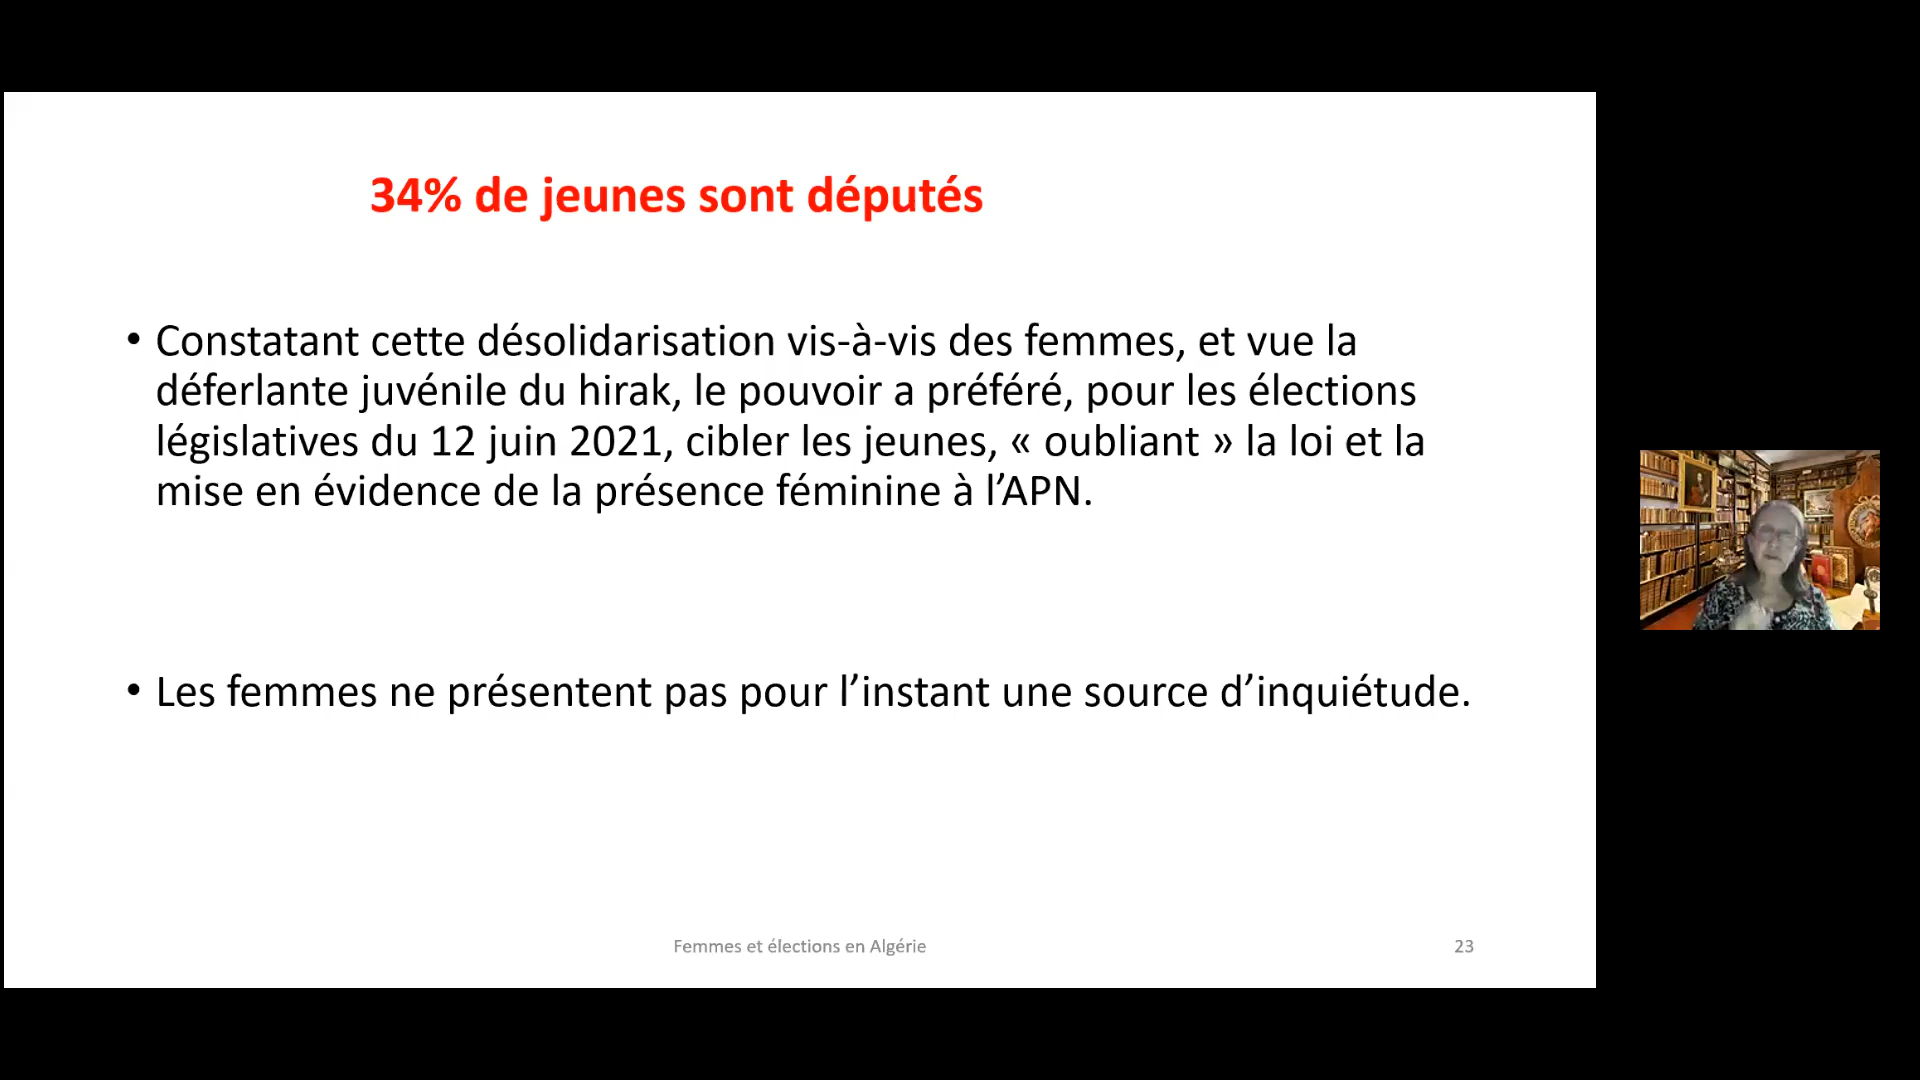 34% de jeunes sont députés
• Constatant cette désolidarisation vis-à-vis des femmes, et vue la
déferlante juvénile du hirak, le pouvoir a préféré, pour les élections
législatives du 12 juin 2021, cibler les jeunes, « oubliant » la loi et la
mise en évidence de la présence féminine à l’APN.
• Les femmes ne présentent pas pour l’instant une source d’inquiétude.
Femmes et élections en Algérie
23